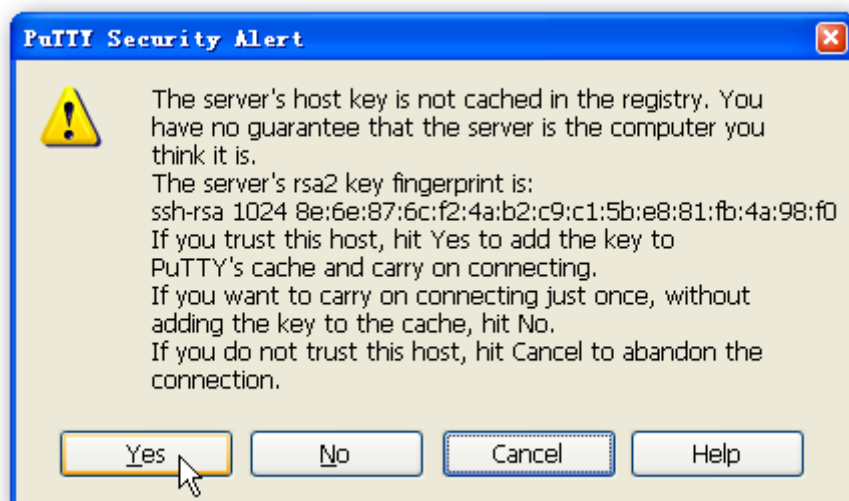 PuTTY Security Alert
The server's host key is not cached in the registry. You
have no guarantee that the server is the computer you
think it is.
The server's rsa2 key fingerprint is:
ssh-rsa 1024 8e:6e:87:6c:f2:4a:b2:c9:c1:5b:e8:81:fb:4a:98:f0
If you trust this host, hit Yes to add the key to
PuTTY's cache and carry on connecting.
If you want to carry on connecting just once, without
adding the key to the cache, hit No.
If you do not trust this host, hit Cancel to abandon the
connection.
Yes No Cancel Help